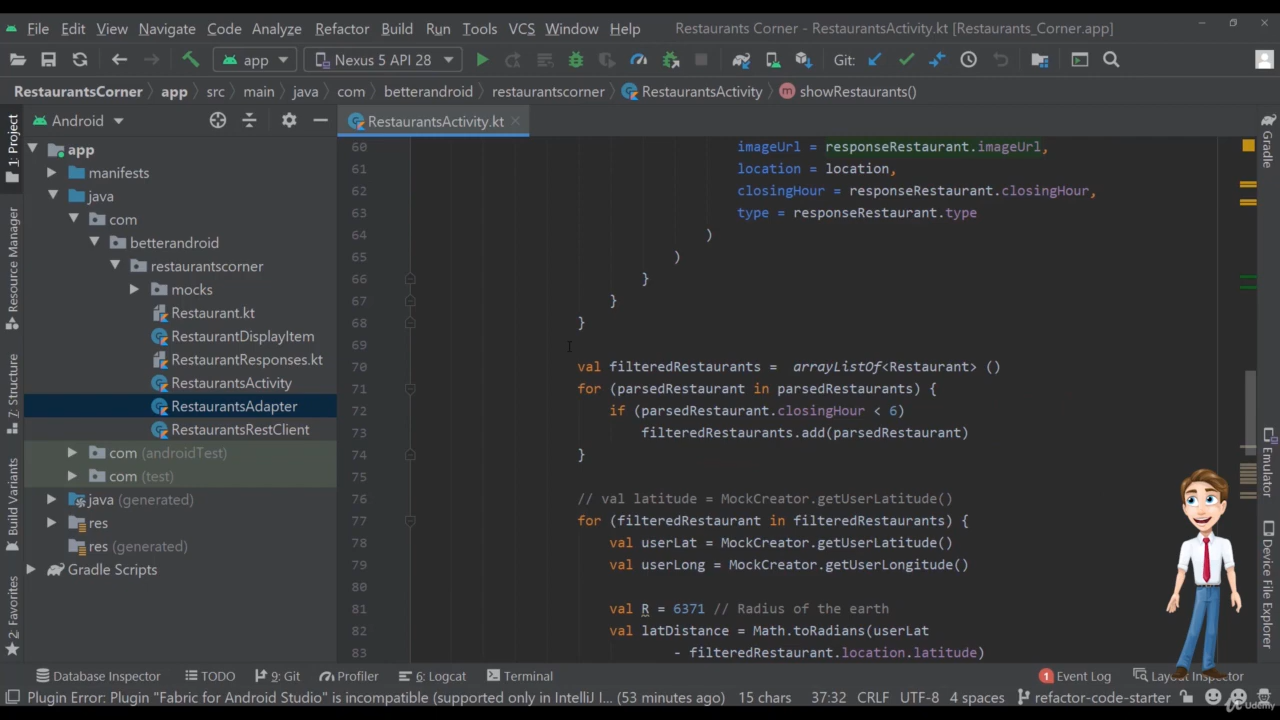 File Edit View Navigate Code Analyze Refactor Build Run Tools VCS Window Help Restaurants Corner - RestaurantsActivity.kt [Restaurants_Corner.app]
app Nexus 5 API 28 Git:
RestaurantsCorner app src main java com betterandroid restaurantscorner RestaurantsActivity showRestaurants()
Android
RestaurantsActivity.kt
app
manifests
java
com
betterandroid
restaurantscorner
mocks
Restaurant.kt
RestaurantDisplayItem
RestaurantResponses.kt
RestaurantsActivity
RestaurantsAdapter
RestaurantsRestClient
com (androidTest)
com (test)
java (generated)
res
res (generated)
Gradle Scripts
1: Project
Resource Manager
7: Structure
Build Variants
2: Favorites
60 imageUrl = responseRestaurant.imageUrl,
61 location = location,
62 closingHour = responseRestaurant.closingHour,
63 type = responseRestaurant.type
64 )
65 )
66 }
67 }
68 }
69
70 val filteredRestaurants = arrayListOf<Restaurant> ()
71 for (parsedRestaurant in parsedRestaurants) {
72 if (parsedRestaurant.closingHour < 6)
73 filteredRestaurants.add(parsedRestaurant)
74 }
75
76 // val latitude = MockCreator.getUserLatitude()
77 for (filteredRestaurant in filteredRestaurants) {
78 val userLat = MockCreator.getUserLatitude()
79 val userLong = MockCreator.getUserLongitude()
80
81 val R = 6371 // Radius of the earth
82 val latDistance = Math.toRadians(userLat
83 - filteredRestaurant.location.latitude)
Gradle
Emulator
Device File Explorer
Database Inspector TODO 9: Git Profiler 6: Logcat Terminal 1 Event Log Layout Inspector
Plugin Error: Plugin "Fabric for Android Studio" is incompatible (supported only in IntelliJ I... (53 minutes ago) 15 chars 37:32 CRLF UTF-8 4 spaces refactor-code-starter
Udemy